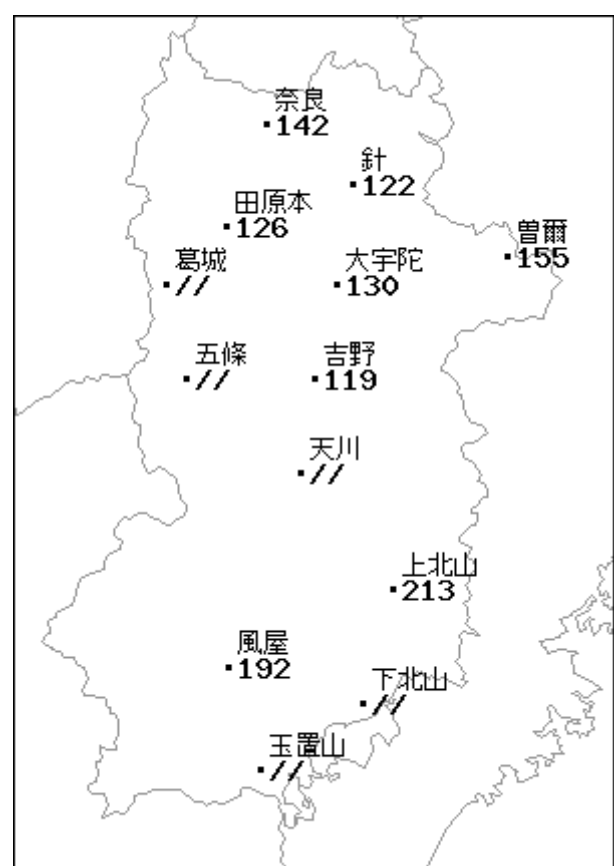 奈良
142
針
122
田原本
126
曽爾
155
葛城
//
大宇陀
130
五條
//
吉野
119
天川
//
上北山
213
風屋
192
下北山
//
玉置山
//